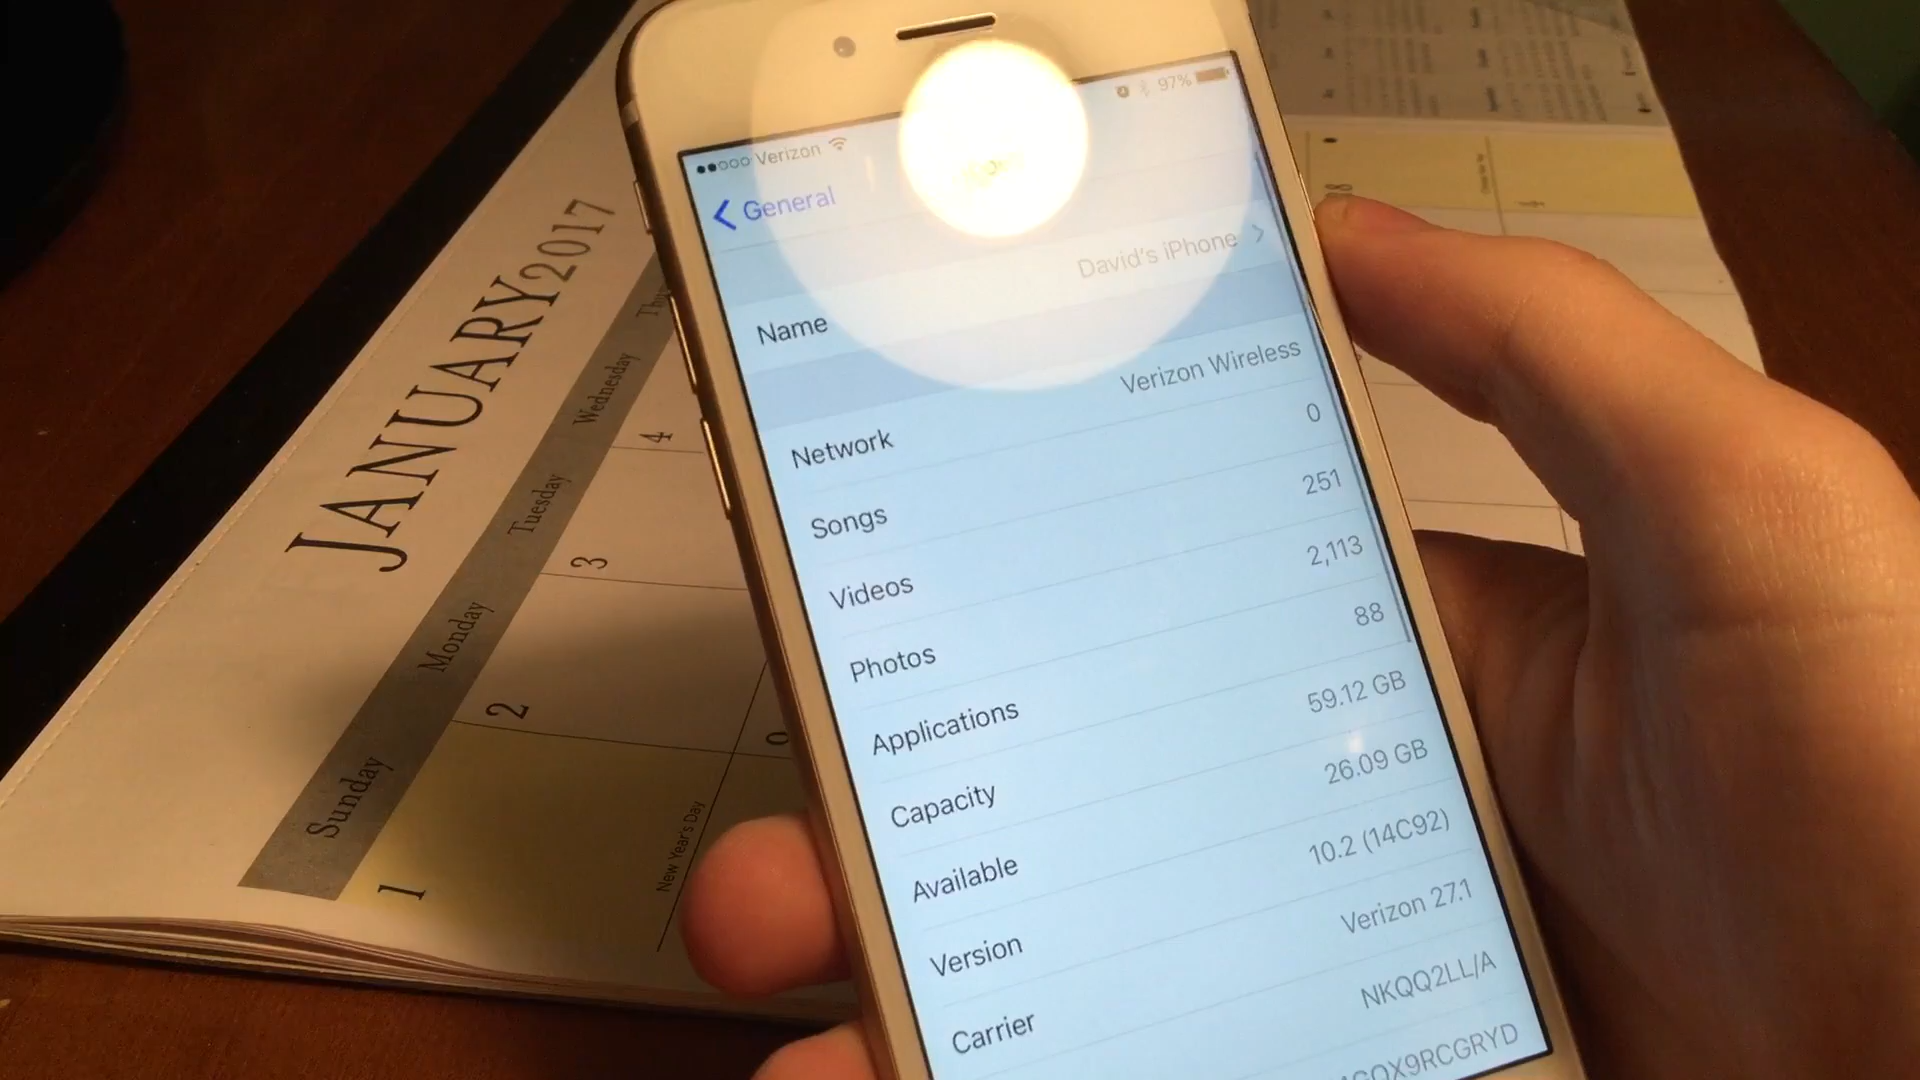 Verizon
97%
General
Name David's iPhone
Network Verizon Wireless
Songs 0
Videos 251
Photos 2,113
Applications 88
Capacity 59.12 GB
Available 26.09 GB
Version 10.2 (14C92)
Carrier Verizon 27.1
NKQQ2LL/A
JANUARY 2017
Sunday Monday Tuesday Wednesday
1 2 3 4
New Year's Day